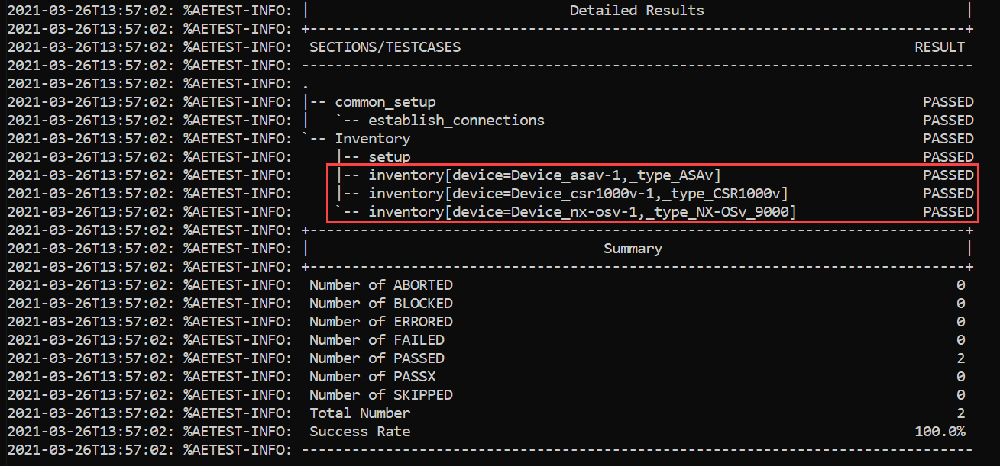 2021-03-26T13:57:02: %AETEST-INFO: |                               Detailed Results                                |
2021-03-26T13:57:02: %AETEST-INFO: +------------------------------------------------------------------------------+
2021-03-26T13:57:02: %AETEST-INFO:  SECTIONS/TESTCASES                                                      RESULT
2021-03-26T13:57:02: %AETEST-INFO: --------------------------------------------------------------------------------
2021-03-26T13:57:02: %AETEST-INFO: .
2021-03-26T13:57:02: %AETEST-INFO: |-- common_setup                                                          PASSED
2021-03-26T13:57:02: %AETEST-INFO: |   `-- establish_connections                                             PASSED
2021-03-26T13:57:02: %AETEST-INFO: `-- Inventory                                                             PASSED
2021-03-26T13:57:02: %AETEST-INFO:     |-- setup                                                             PASSED
2021-03-26T13:57:02: %AETEST-INFO:     |-- inventory[device=Device_asav-1,_type_ASAv]                        PASSED
2021-03-26T13:57:02: %AETEST-INFO:     |-- inventory[device=Device_csr1000v-1,_type_CSR1000v]                PASSED
2021-03-26T13:57:02: %AETEST-INFO:     `-- inventory[device=Device_nx-osv-1,_type_NX-OSv_9000]               PASSED
2021-03-26T13:57:02: %AETEST-INFO: +------------------------------------------------------------------------------+
2021-03-26T13:57:02: %AETEST-INFO: |                                   Summary                                    |
2021-03-26T13:57:02: %AETEST-INFO: +------------------------------------------------------------------------------+
2021-03-26T13:57:02: %AETEST-INFO:  Number of ABORTED                                                            0
2021-03-26T13:57:02: %AETEST-INFO:  Number of BLOCKED                                                            0
2021-03-26T13:57:02: %AETEST-INFO:  Number of ERRORED                                                            0
2021-03-26T13:57:02: %AETEST-INFO:  Number of FAILED                                                             0
2021-03-26T13:57:02: %AETEST-INFO:  Number of PASSED                                                             2
2021-03-26T13:57:02: %AETEST-INFO:  Number of PASSX                                                              0
2021-03-26T13:57:02: %AETEST-INFO:  Number of SKIPPED                                                            0
2021-03-26T13:57:02: %AETEST-INFO:  Total Number                                                                 2
2021-03-26T13:57:02: %AETEST-INFO:  Success Rate                                                            100.0%
2021-03-26T13:57:02: %AETEST-INFO: --------------------------------------------------------------------------------